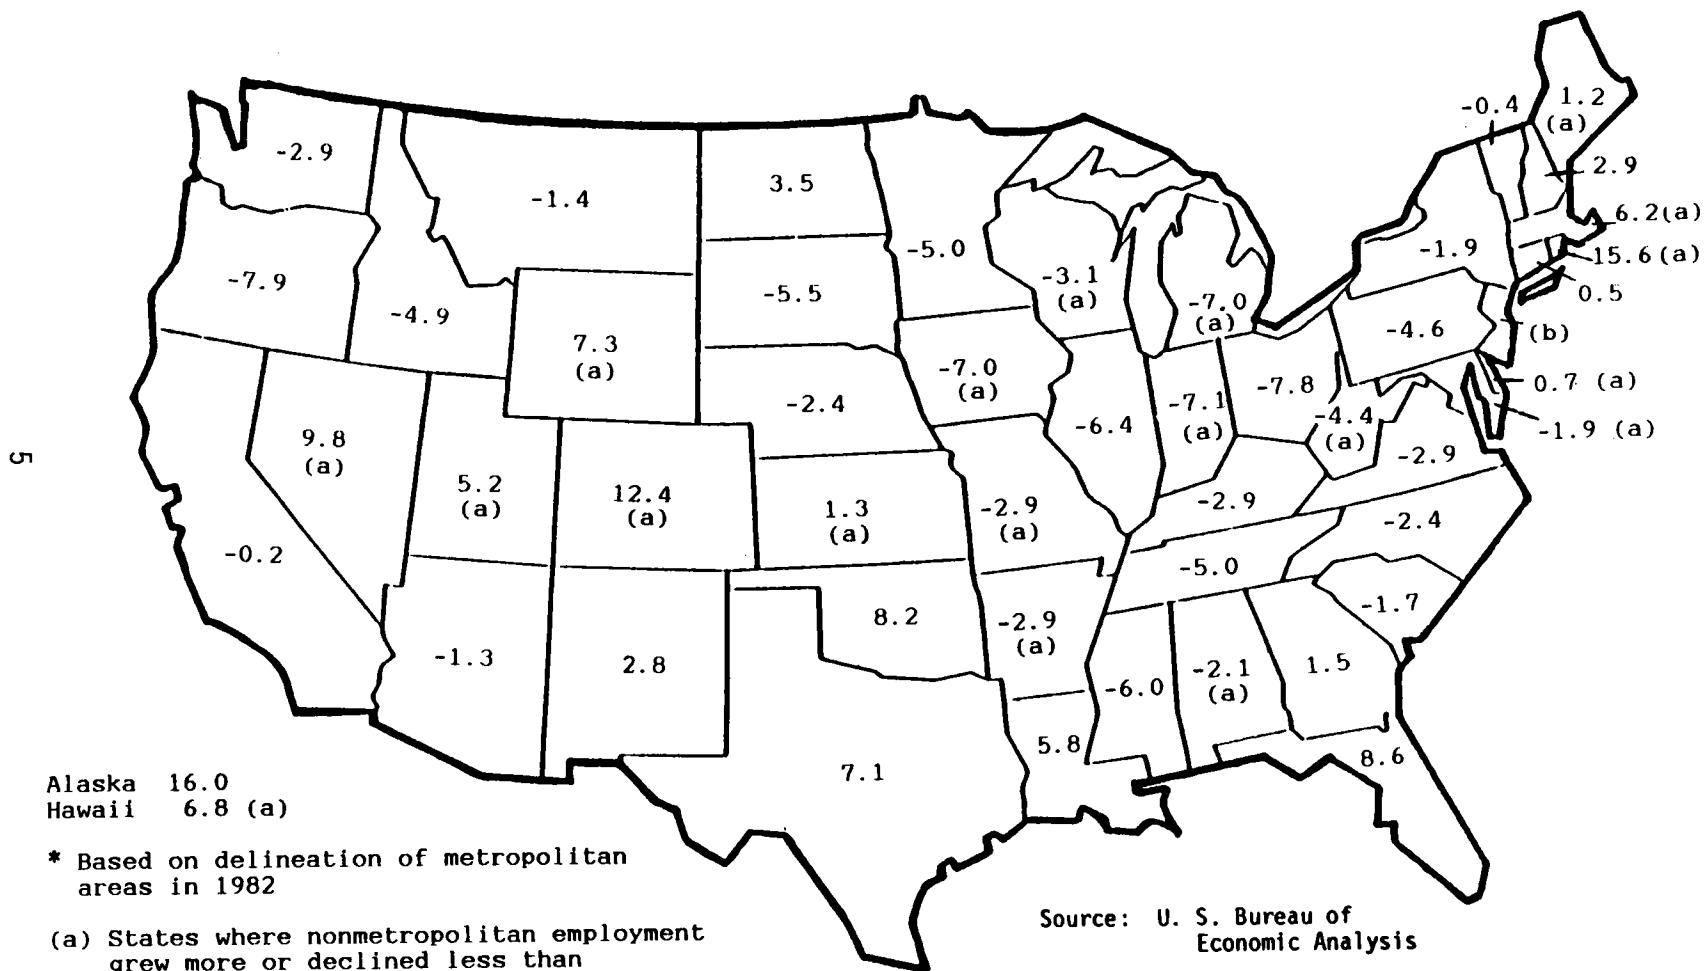 -0.4
1.2
(a)
-2.9
2.9
3.5
-1.4
6.2(a)
-5.0
-1.9
15.6(a)
-7.9
-5.5
-3.1
(a)
0.5
-4.9
-7.0
(a)
7.3
(a)
-4.6
(b)
-7.0
(a)
0.7 (a)
-7.8
-2.4
-7.1
(a)
-4.4
(a)
-1.9 (a)
-6.4
9.8
(a)
-2.9
5
5.2
(a)
12.4
(a)
1.3
(a)
-2.9
(a)
-2.9
-2.4
-0.2
-5.0
8.2
-2.9
(a)
-1.7
-1.3
2.8
-6.0
-2.1
(a)
1.5
5.8
8.6
7.1
Alaska 16.0
Hawaii 6.8 (a)
* Based on delineation of metropolitan
areas in 1982
(a) States where nonmetropolitan employment
grew more or declined less than
Source: U. S. Bureau of
Economic Analysis